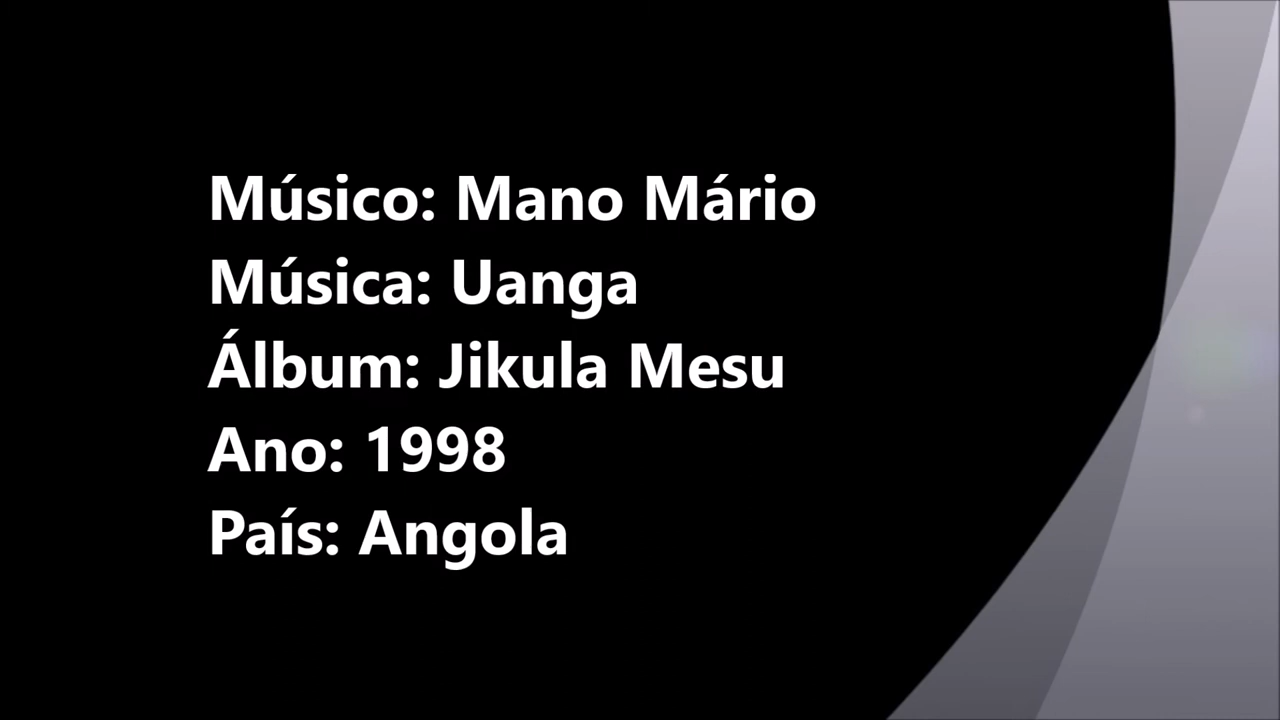 Músico: Mano Mário
Música: Uanga
Álbum: Jikula Mesu
Ano: 1998
País: Angola